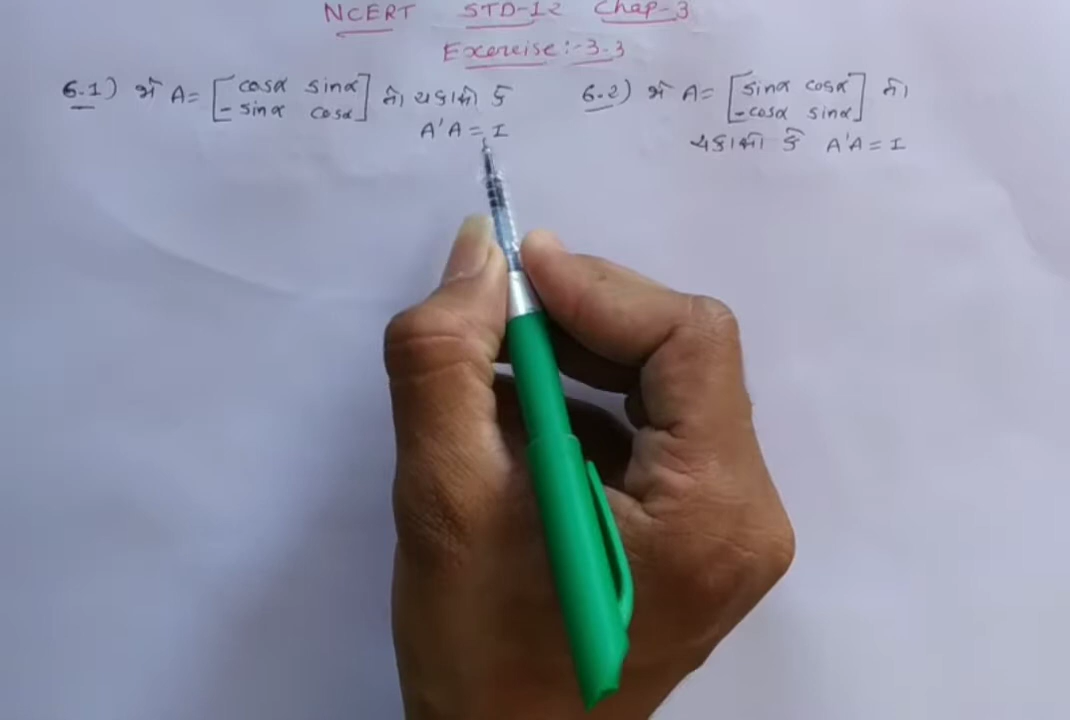 NCERT STD-12 Chap-3
Exercise:-3.3
6.1) જો A = [cosα sinα
-sinα cosα] તો ચકાસો કે
A'A = I
6.2) જો A = [sinα cosα
-cosα sinα] તો
ચકાસો કે A'A = I